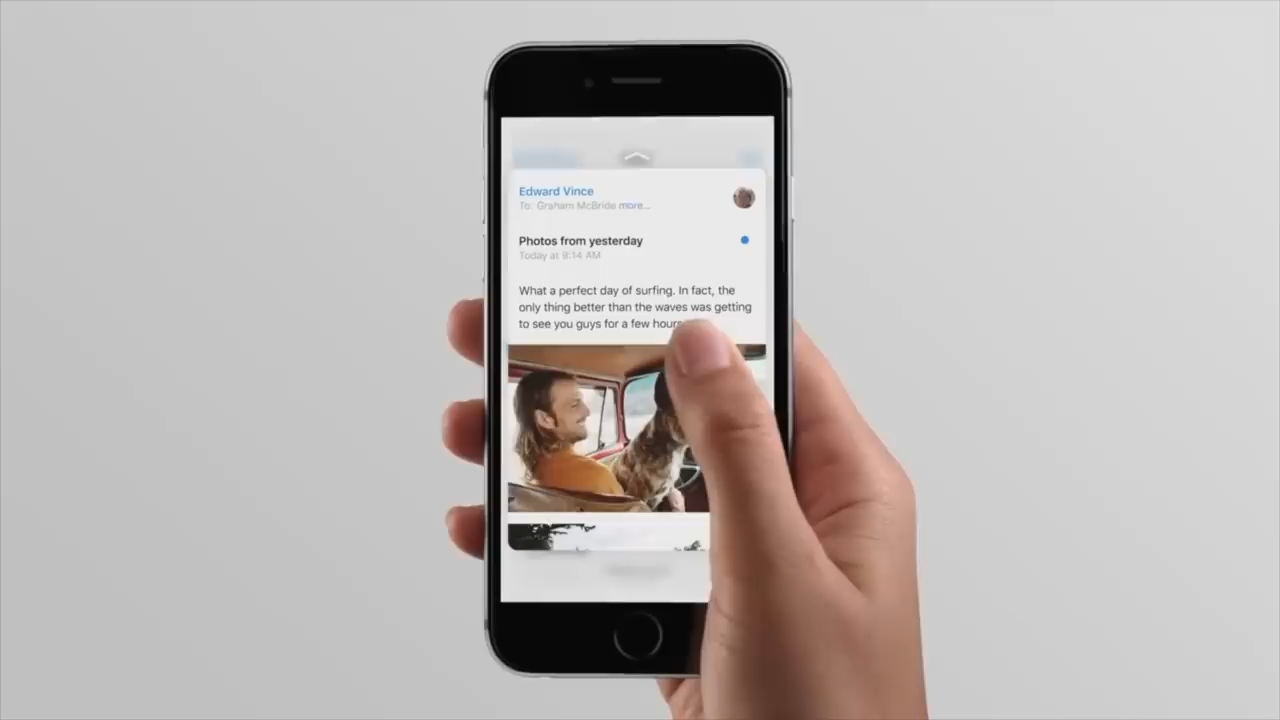 Edward Vince
To: Graham McBride more...
Photos from yesterday
Today at 9:14 AM
What a perfect day of surfing. In fact, the
only thing better than the waves was getting
to see you guys for a few hours